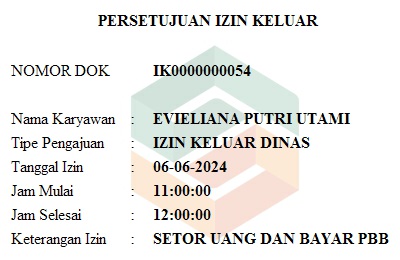 PERSETUJUAN IZIN KELUAR
NOMOR DOK IK0000000054
Nama Karyawan : EVIELIANA PUTRI UTAMI
Tipe Pengajuan : IZIN KELUAR DINAS
Tanggal Izin : 06-06-2024
Jam Mulai : 11:00:00
Jam Selesai : 12:00:00
Keterangan Izin : SETOR UANG DAN BAYAR PBB